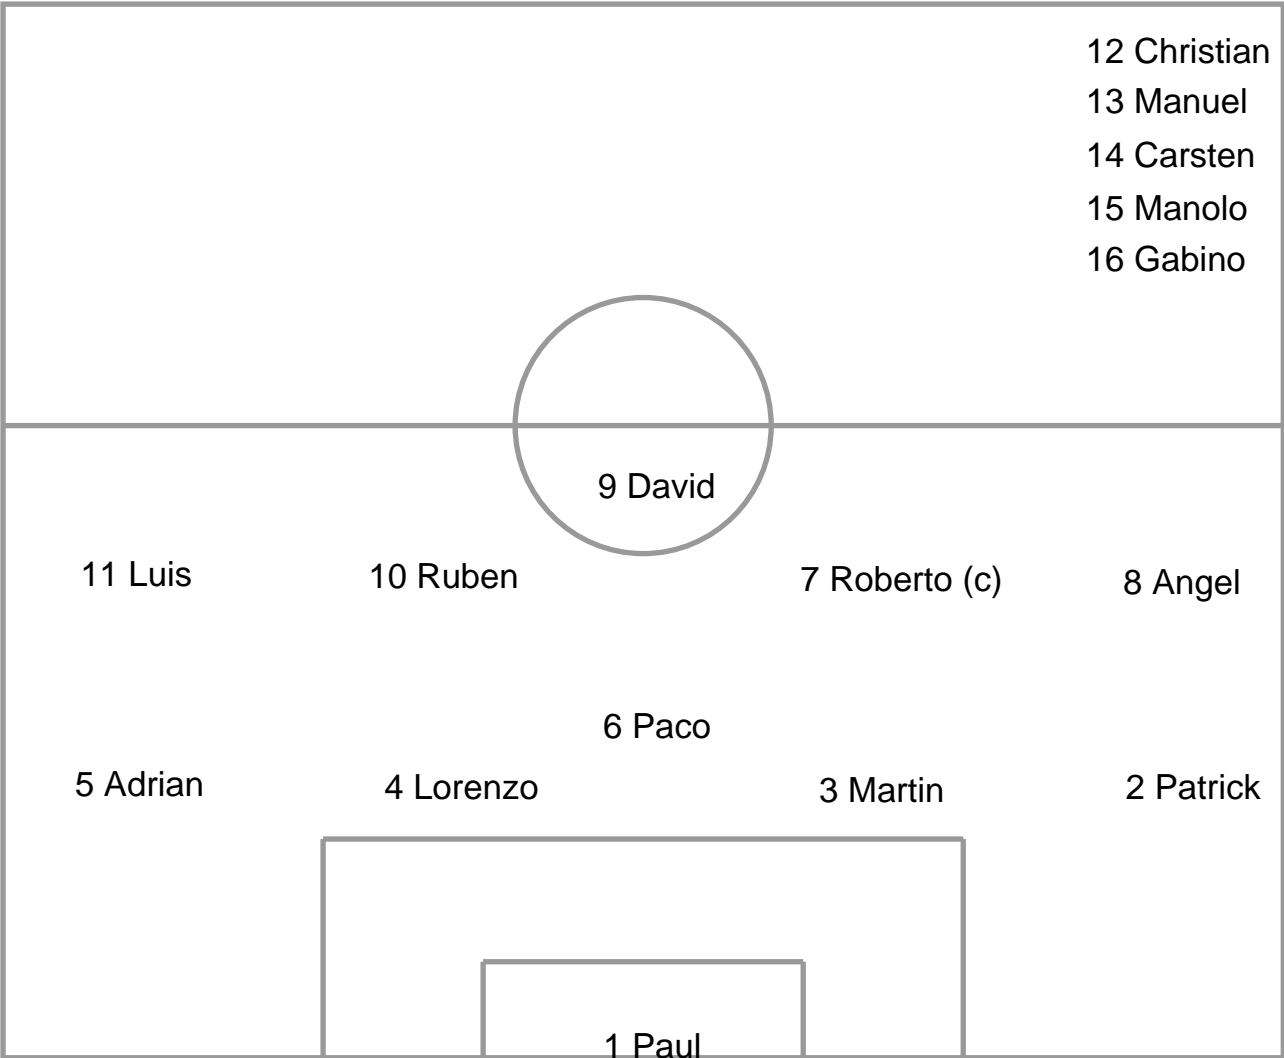 12 Christian
13 Manuel
14 Carsten
15 Manolo
16 Gabino
9 David
11 Luis
10 Ruben
7 Roberto (c)
8 Angel
6 Paco
5 Adrian
4 Lorenzo
3 Martin
2 Patrick
1 Paul